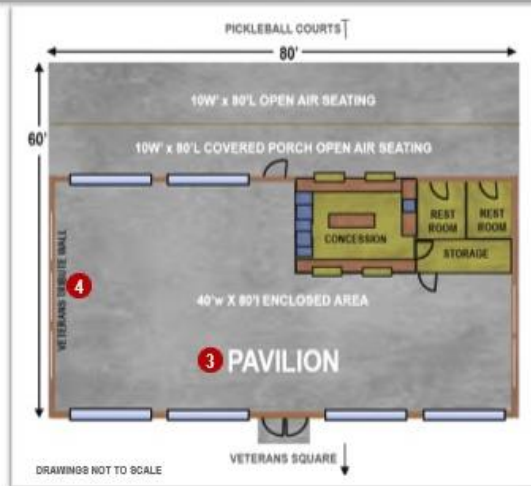 PICKLEBALL COURTS
80'
10W' x 80'L OPEN AIR SEATING
60'
10W' x 80'L COVERED PORCH OPEN AIR SEATING
REST ROOM
REST ROOM
CONCESSION
STORAGE
VETERANS TRIBUTE WALL
4
40'w X 80'l ENCLOSED AREA
3 PAVILION
VETERANS SQUARE
DRAWINGS NOT TO SCALE